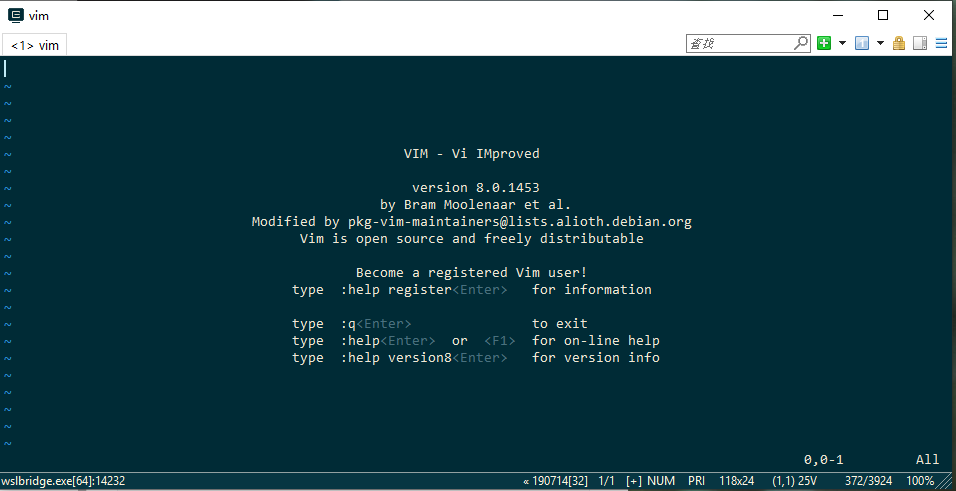 vim
<1> vim
查找
~
~
~
~
~
VIM - Vi IMproved
~
~
version 8.0.1453
~
by Bram Moolenaar et al.
~
Modified by pkg-vim-maintainers@lists.alioth.debian.org
~
Vim is open source and freely distributable
~
~
Become a registered Vim user!
~
type :help register<Enter> for information
~
~
type :q<Enter> to exit
~
type :help<Enter> or <F1> for on-line help
~
type :help version8<Enter> for version info
~
~
~
~
~
0,0-1 All
wslbridge.exe[64]:14232 « 190714[32] 1/1 [+] NUM PRI 118x24 (1,1) 25V 372/3924 100%